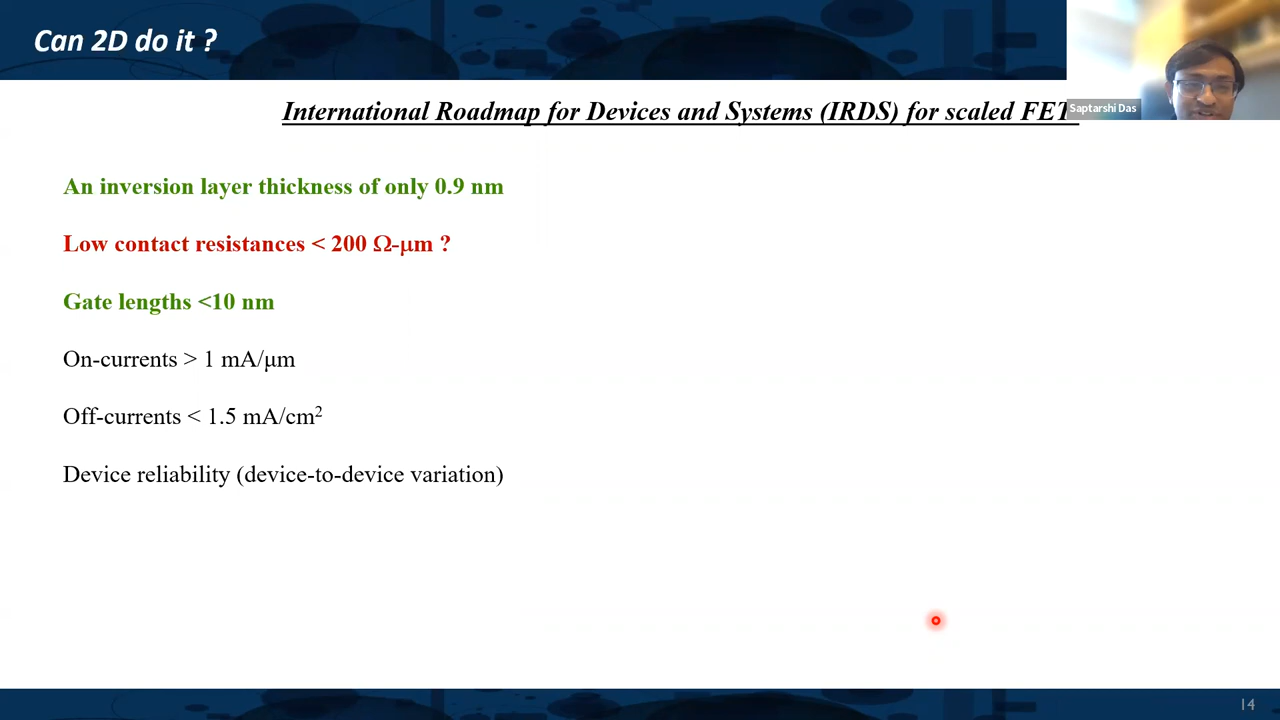 Can 2D do it ?
Saptarshi Das
International Roadmap for Devices and Systems (IRDS) for scaled FET
An inversion layer thickness of only 0.9 nm
Low contact resistances < 200 Ω-μm ?
Gate lengths <10 nm
On-currents > 1 mA/μm
Off-currents < 1.5 mA/cm²
Device reliability (device-to-device variation)
14